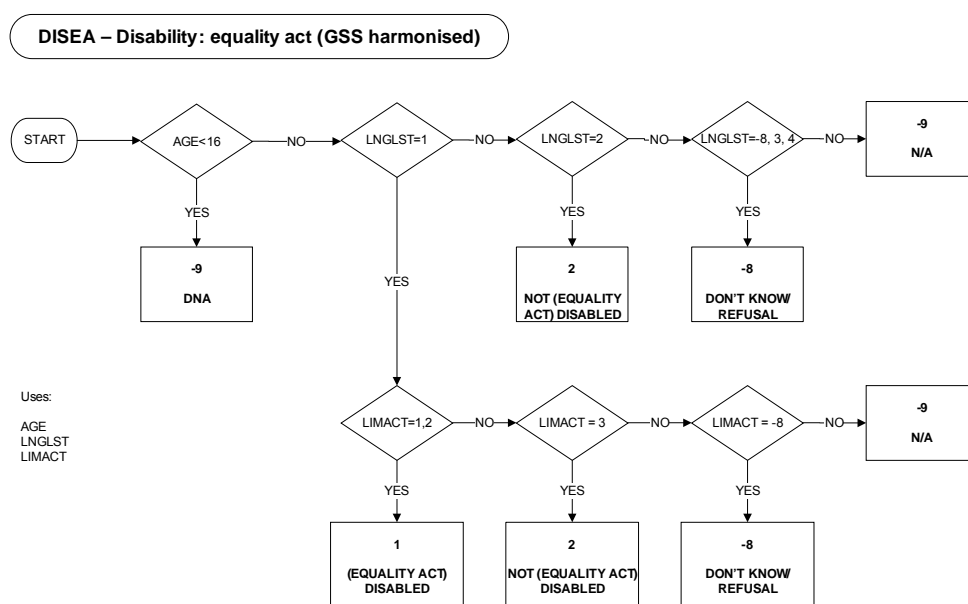 DISEA – Disability: equality act (GSS harmonised)
START
AGE<16
NO
LNGLST=1
NO
LNGLST=2
NO
LNGLST=-8, 3, 4
NO
-9
N/A
YES
YES
YES
YES
-9
DNA
2
NOT (EQUALITY
ACT) DISABLED
-8
DON'T KNOW/
REFUSAL
Uses:
AGE
LNGLST
LIMACT
LIMACT=1,2
NO
LIMACT = 3
NO
LIMACT = -8
NO
-9
N/A
YES
YES
YES
1
(EQUALITY ACT)
DISABLED
2
NOT (EQUALITY ACT)
DISABLED
-8
DON'T KNOW/
REFUSAL